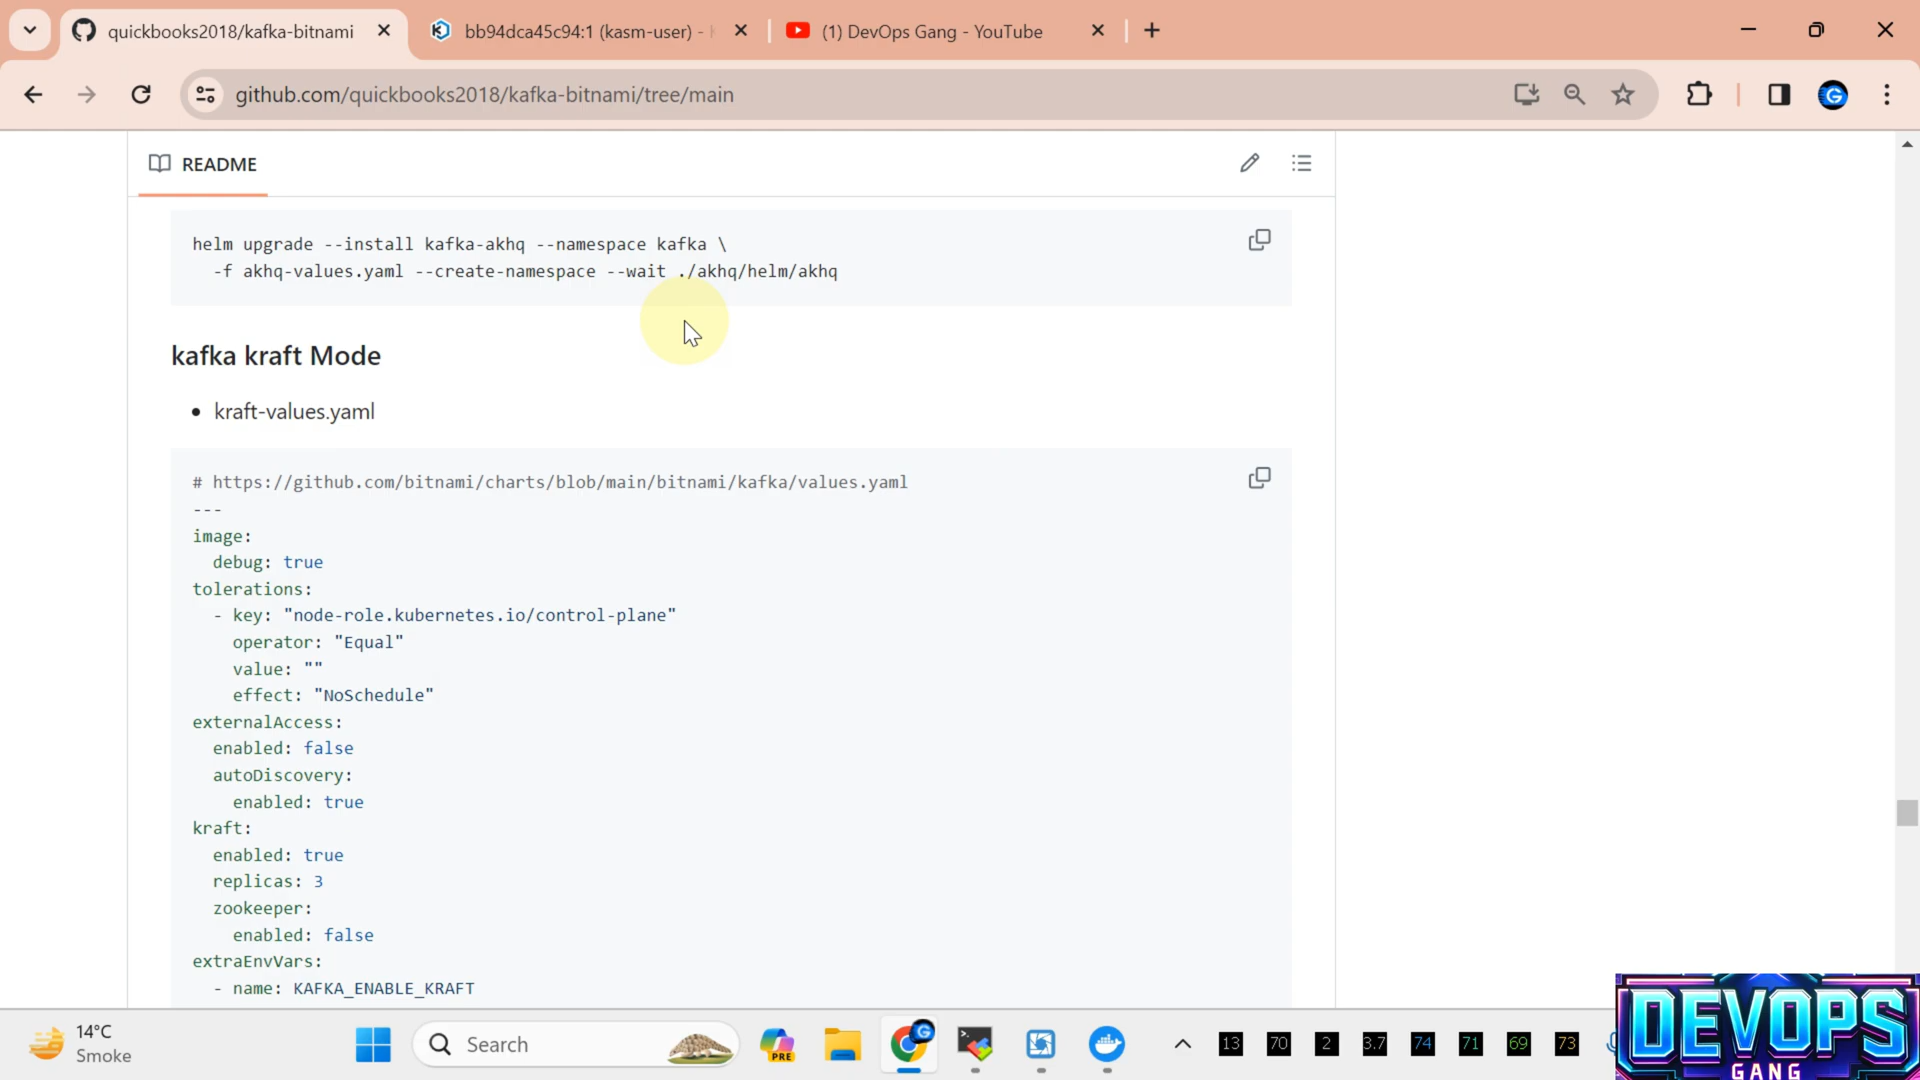 quickbooks2018/kafka-bitnami
bb94dca45c94:1 (kasm-user) -
(1) DevOps Gang - YouTube
github.com/quickbooks2018/kafka-bitnami/tree/main
README
helm upgrade --install kafka-akhq --namespace kafka \
-f akhq-values.yaml --create-namespace --wait ./akhq/helm/akhq
kafka kraft Mode
• kraft-values.yaml
# https://github.com/bitnami/charts/blob/main/bitnami/kafka/values.yaml
---
image:
debug: true
tolerations:
- key: "node-role.kubernetes.io/control-plane"
operator: "Equal"
value: ""
effect: "NoSchedule"
externalAccess:
enabled: false
autoDiscovery:
enabled: true
kraft:
enabled: true
replicas: 3
zookeeper:
enabled: false
extraEnvVars:
- name: KAFKA_ENABLE_KRAFT
14°C
Smoke
Search
PRE
13 70 2 3.7 74 71 69 73
DEVOPS
GANG